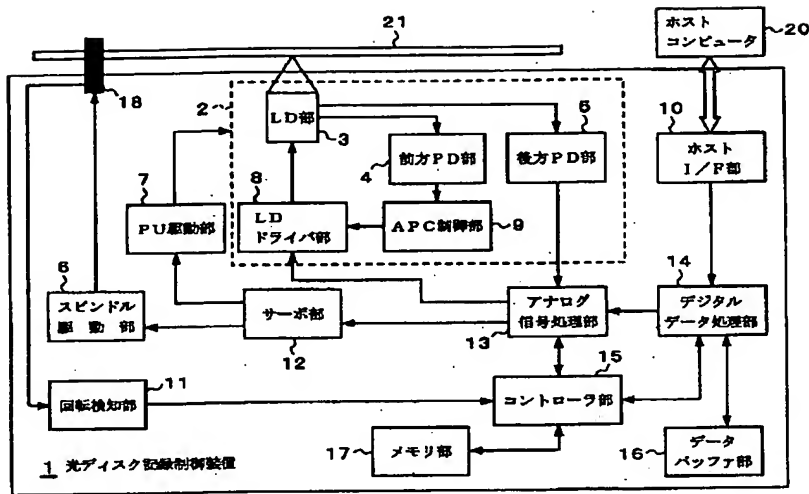 21
ホスト
コンピュータ
20
18
2
LD部
3
前方PD部
4
後方PD部
5
10
ホスト
I/F部
7
PU駆動部
8
LD
ドライバ部
APC制御部
9
14
6
スピンドル
駆動部
サーボ部
12
アナログ
信号処理部
13
デジタル
データ処理部
15
11
回転検知部
コントローラ部
17
メモリ部
16
データ
バッファ部
1 光ディスク記録制御装置